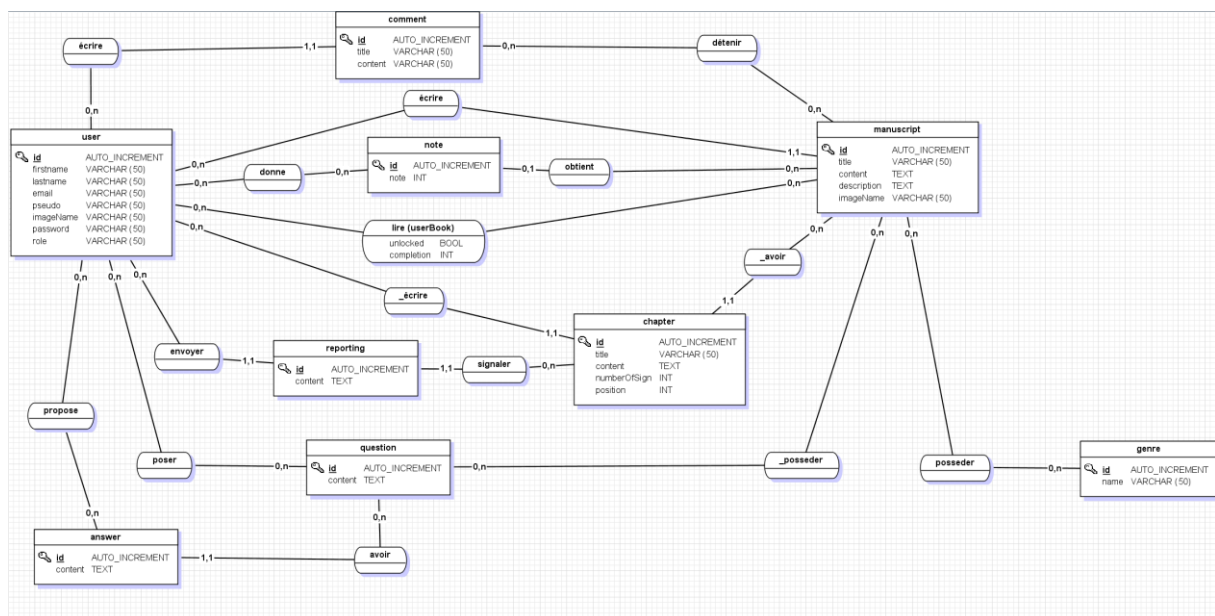 comment
id AUTO_INCREMENT
title VARCHAR (50)
content VARCHAR (50)
écrire
1,1
0,n
détenir
0,n
0,n
écrire
0,n
1,1
user
id AUTO_INCREMENT
firstname VARCHAR (50)
lastname VARCHAR (50)
email VARCHAR (50)
pseudo VARCHAR (50)
imageName VARCHAR (50)
password VARCHAR (50)
role VARCHAR (50)
manuscript
id AUTO_INCREMENT
title VARCHAR (50)
content TEXT
description TEXT
imageName VARCHAR (50)
note
id AUTO_INCREMENT
note INT
0,n
donne
0,n
0,1
obtient
0,n
0,n
lire (userBook)
unlocked BOOL
completion INT
0,n
0,n
_écrire
1,1
_avoir
0,n
1,1
chapter
id AUTO_INCREMENT
title VARCHAR (50)
content TEXT
numberOfSign INT
position INT
0,n
envoyer
1,1
reporting
id AUTO_INCREMENT
content TEXT
1,1
signaler
0,n
0,n
propose
0,n
0,n
poser
0,n
question
id AUTO_INCREMENT
content TEXT
0,n
_posseder
0,n
0,n
posseder
0,n
genre
id AUTO_INCREMENT
name VARCHAR (50)
answer
id AUTO_INCREMENT
content TEXT
1,1
avoir
0,n